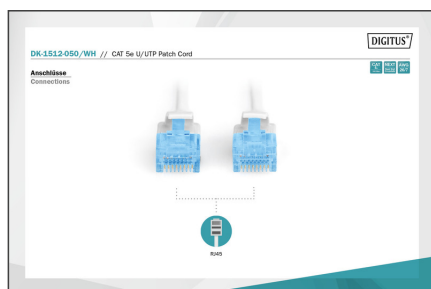 DIGITUS®
DK-1512-050/WH // CAT 5e U/UTP Patch Cord
Anschlüsse
Connections
RJ45